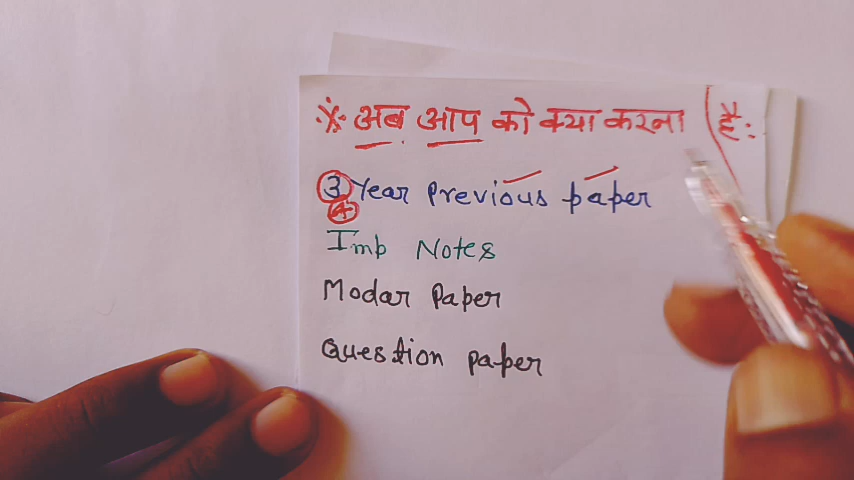 ※ अब आप को क्या करना है:
3 Year Previous paper
4
Imp Notes
Modar Paper
Question paper